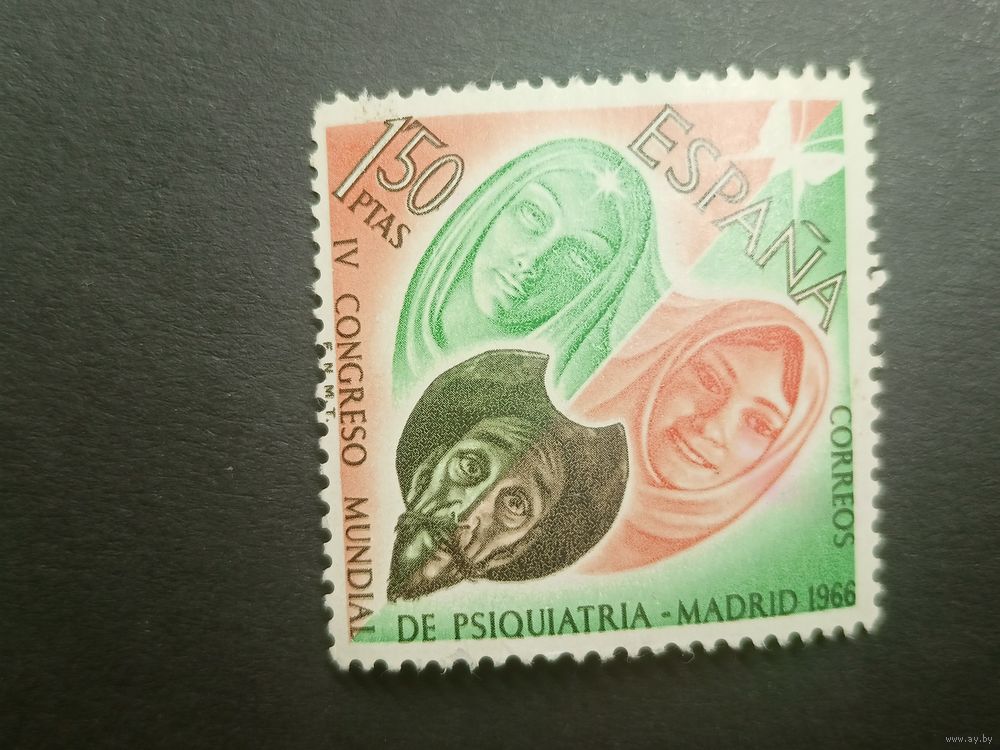 1'50
PTAS
ESPAÑA
CORREOS
IV CONGRESO MUNDIAL
DE PSIQUIATRIA - MADRID 1966
F.N.M.T.
www.ay.by